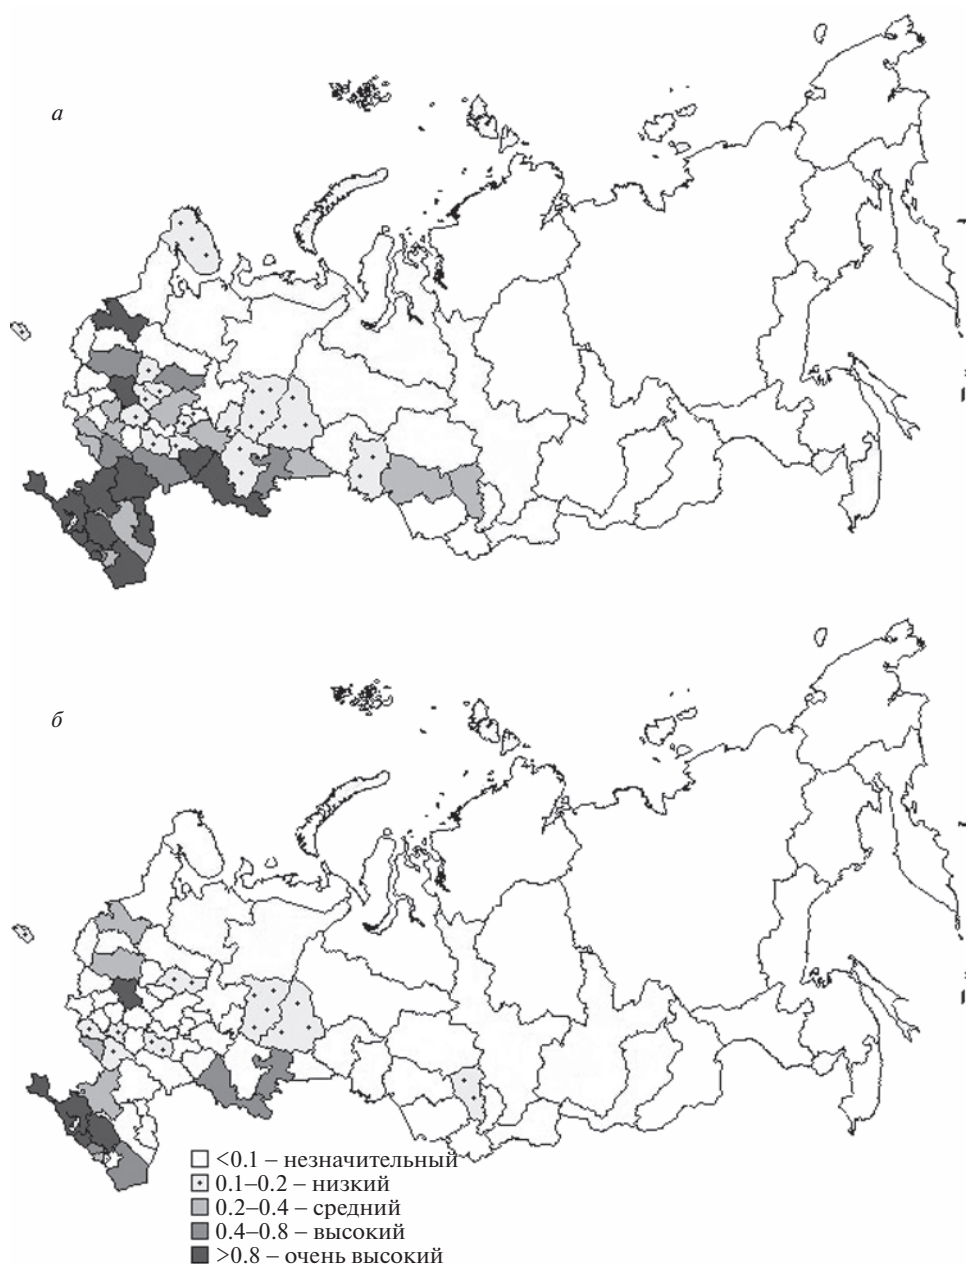 а
б
<0.1 – незначительный
0.1–0.2 – низкий
0.2–0.4 – средний
0.4–0.8 – высокий
>0.8 – очень высокий